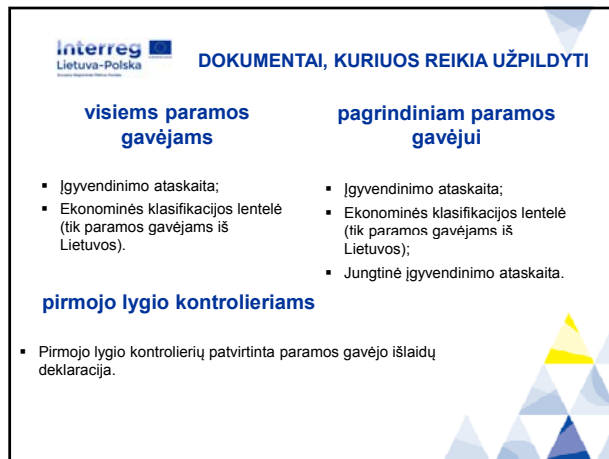 Interreg
Lietuva-Polska
DOKUMENTAI, KURIUOS REIKIA UŽPILDYTI
visiems paramos
gavėjams
▪ Įgyvendinimo ataskaita;
▪ Ekonominės klasifikacijos lentelė
(tik paramos gavėjams iš
Lietuvos).
pagrindiniam paramos
gavėjui
▪ Įgyvendinimo ataskaita;
▪ Ekonominės klasifikacijos lentelė
(tik paramos gavėjams iš
Lietuvos);
▪ Jungtinė įgyvendinimo ataskaita.
pirmojo lygio kontrolieriams
▪ Pirmojo lygio kontrolierių patvirtinta paramos gavėjo išlaidų
deklaracija.